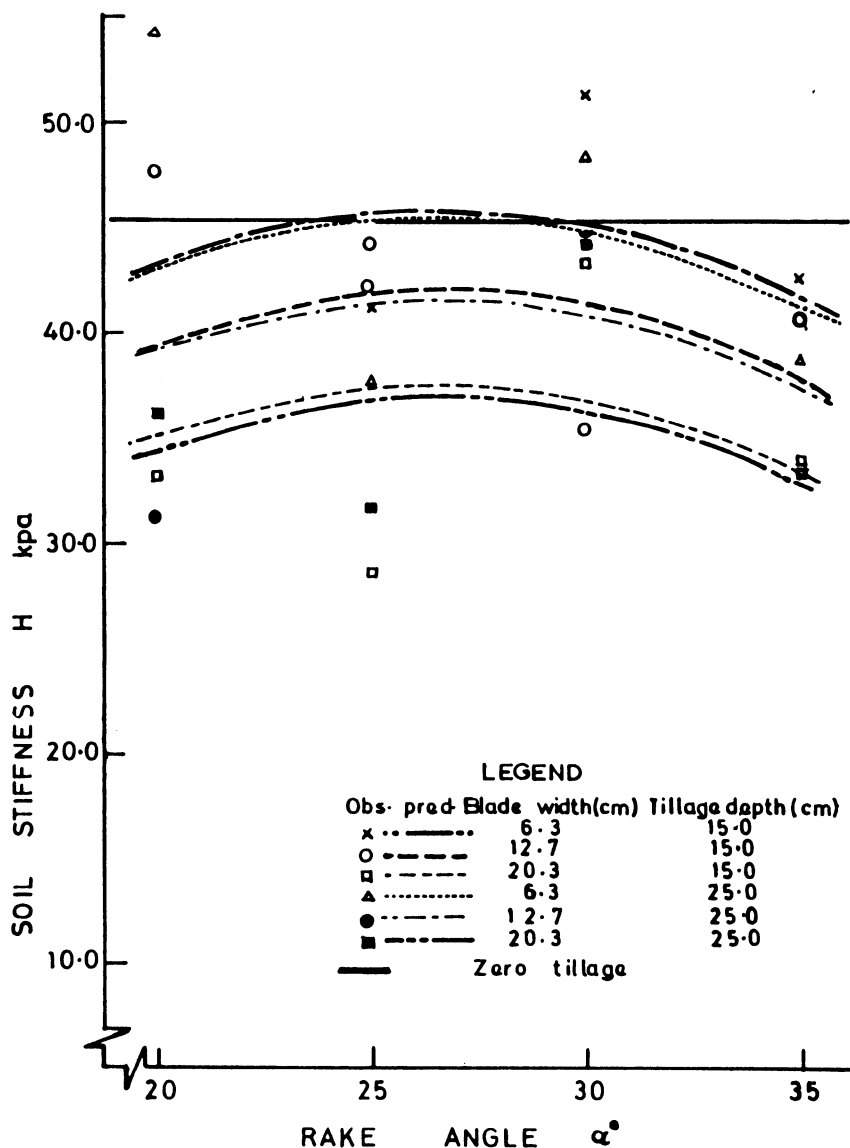 50.0
40.0
30.0
20.0
10.0
SOIL STIFFNESS H kpa
LEGEND
Obs. pred. Blade width(cm) Tillage depth (cm)
6.3 15.0
12.7 15.0
20.3 15.0
6.3 25.0
12.7 25.0
20.3 25.0
Zero tillage
20 25 30 35
RAKE ANGLE α°